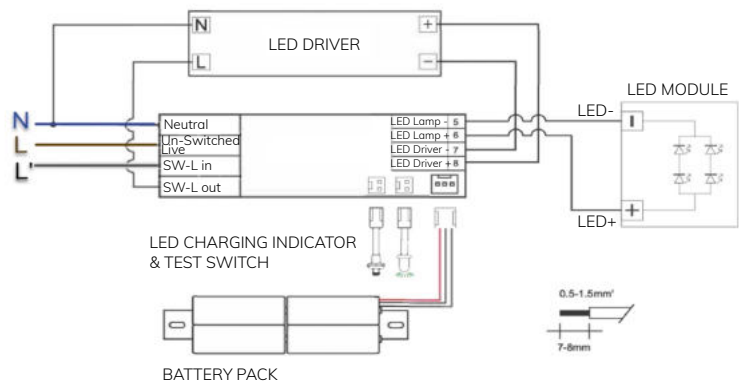 N
LED DRIVER
+
L
−
LED MODULE
LED-
N
Neutral
LED Lamp - 5
L
Un-Switched
Live
LED Lamp + 6
LED Driver - 7
L'
SW-L in
LED Driver + 8
SW-L out
+
LED+
LED CHARGING INDICATOR
& TEST SWITCH
0.5-1.5mm'
7-8mm
BATTERY PACK